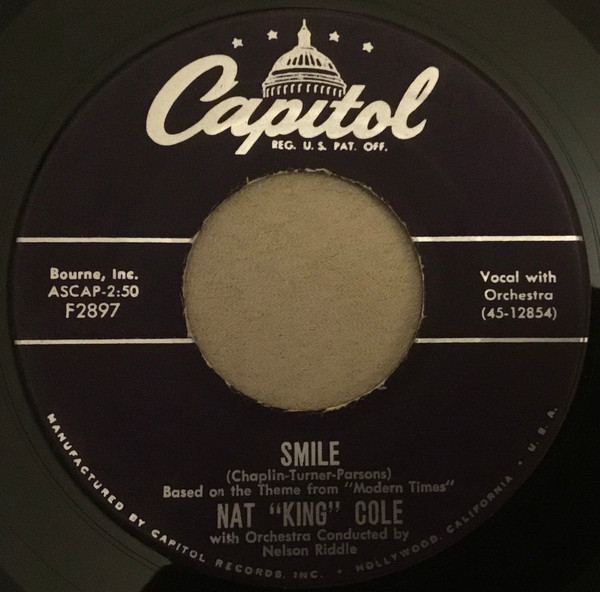 Capitol
REG. U. S. PAT. OFF.
Bourne, Inc.
ASCAP-2:50
F2897
Vocal with
Orchestra
(45-12854)
SMILE
(Chaplin-Turner-Parsons)
Based on the Theme from "Modern Times"
NAT "KING" COLE
with Orchestra Conducted by
Nelson Riddle
MANUFACTURED BY CAPITOL RECORDS, INC. • HOLLYWOOD, CALIFORNIA • U. S. A.